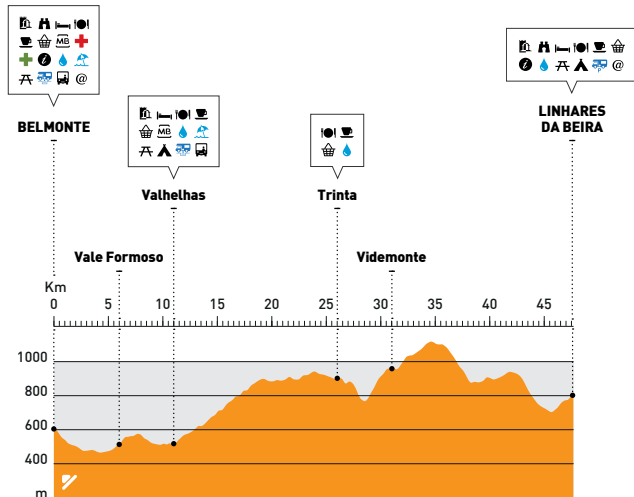 MB
@
BELMONTE
MB
Valhelhas
Trinta
@
LINHARES
DA BEIRA
Vale Formoso
Videmonte
Km
0 5 10 15 20 25 30 35 40 45
1000
800
600
400
m